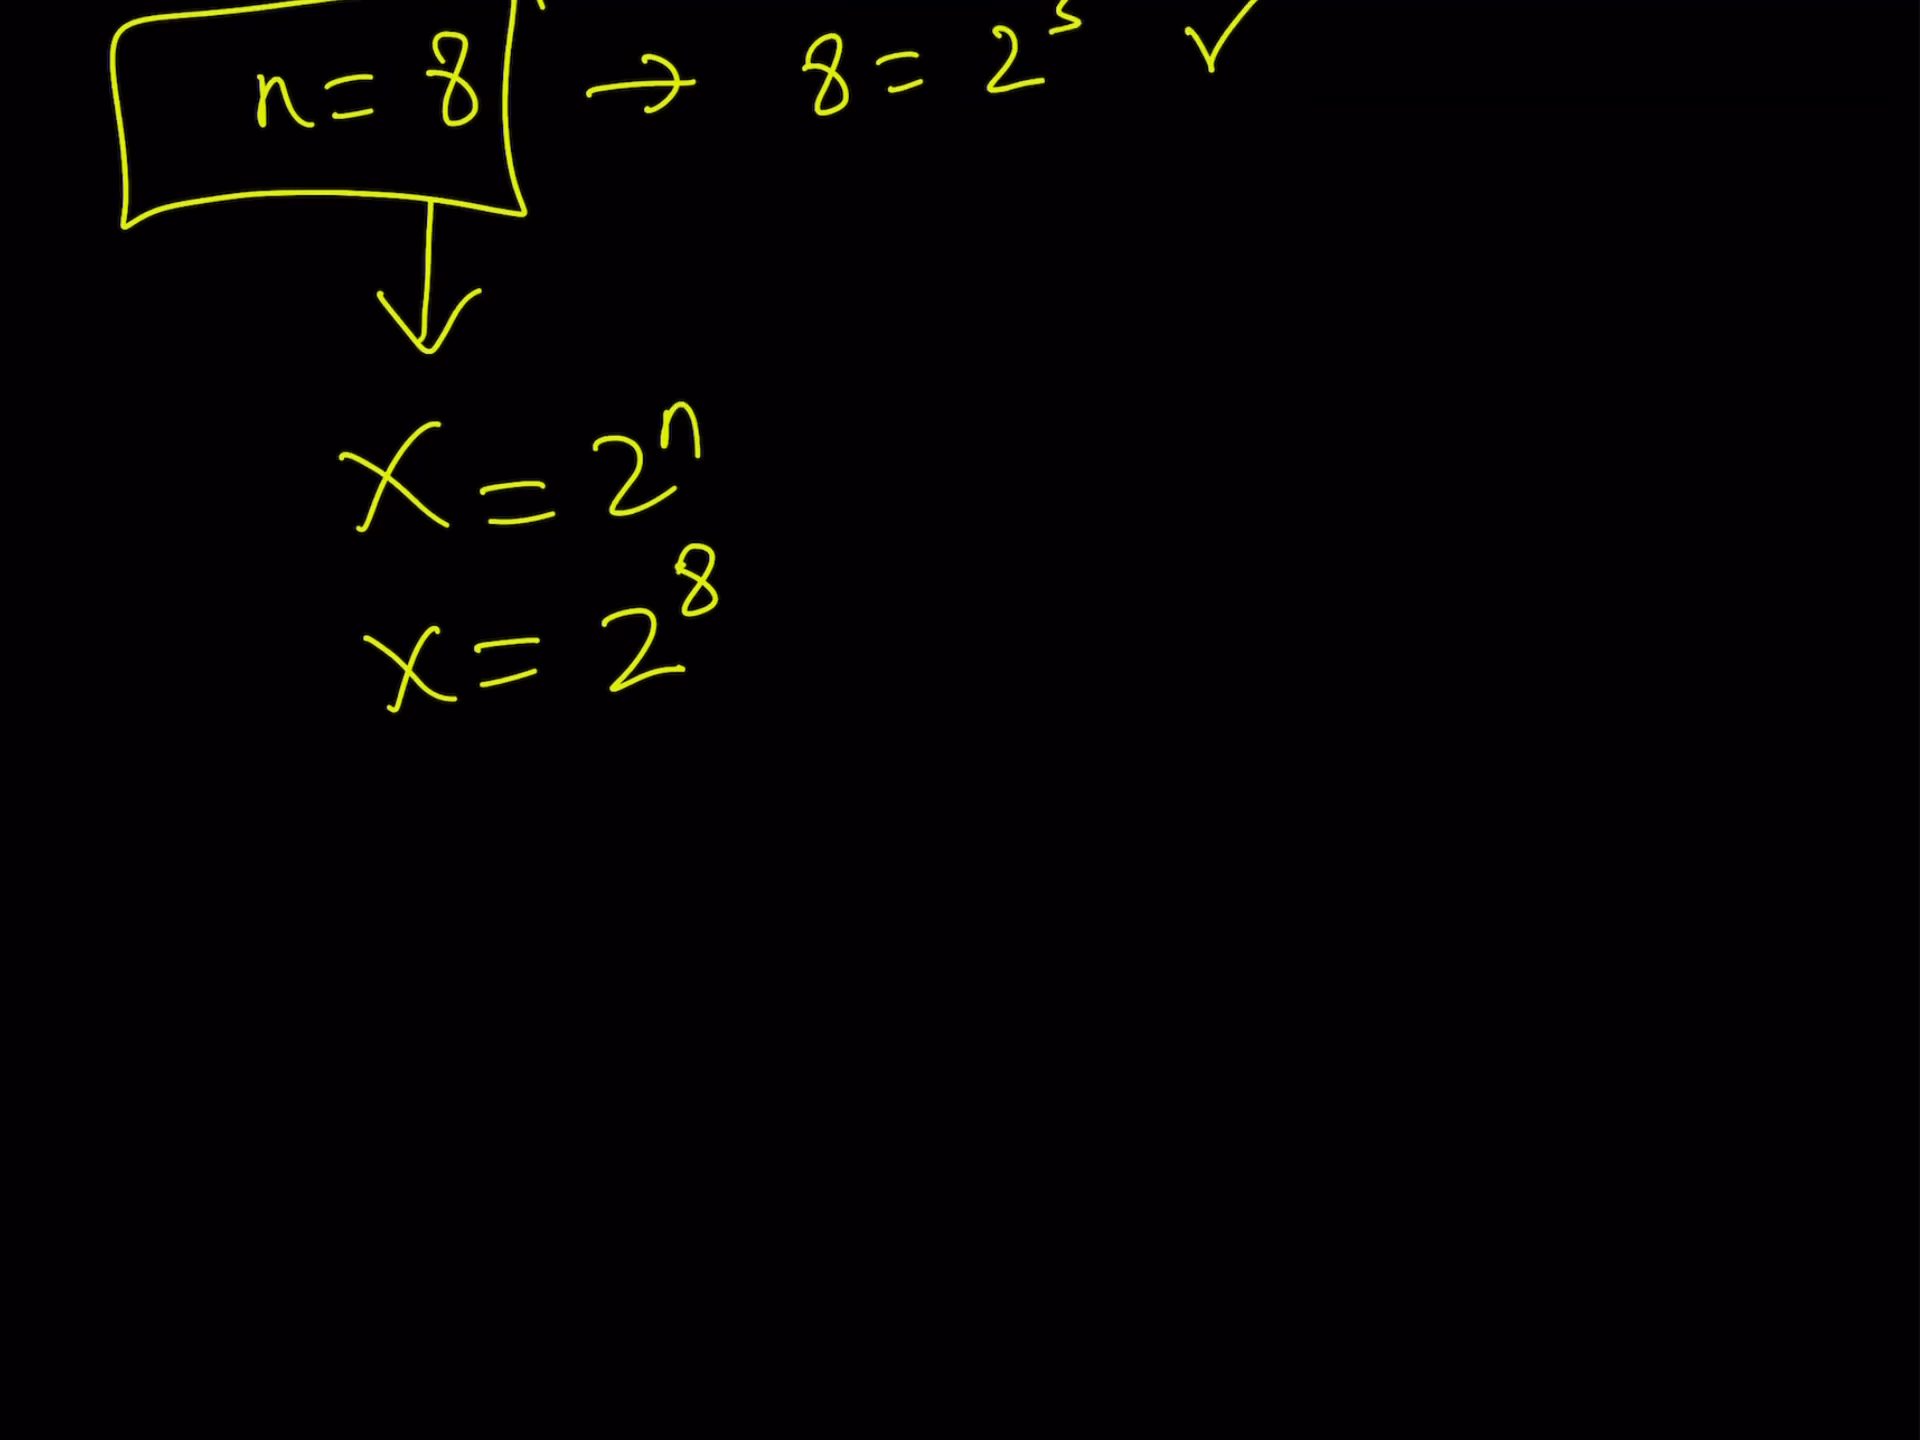 n = 8 → 8 = 2³ ✓
x = 2ⁿ
x = 2⁸